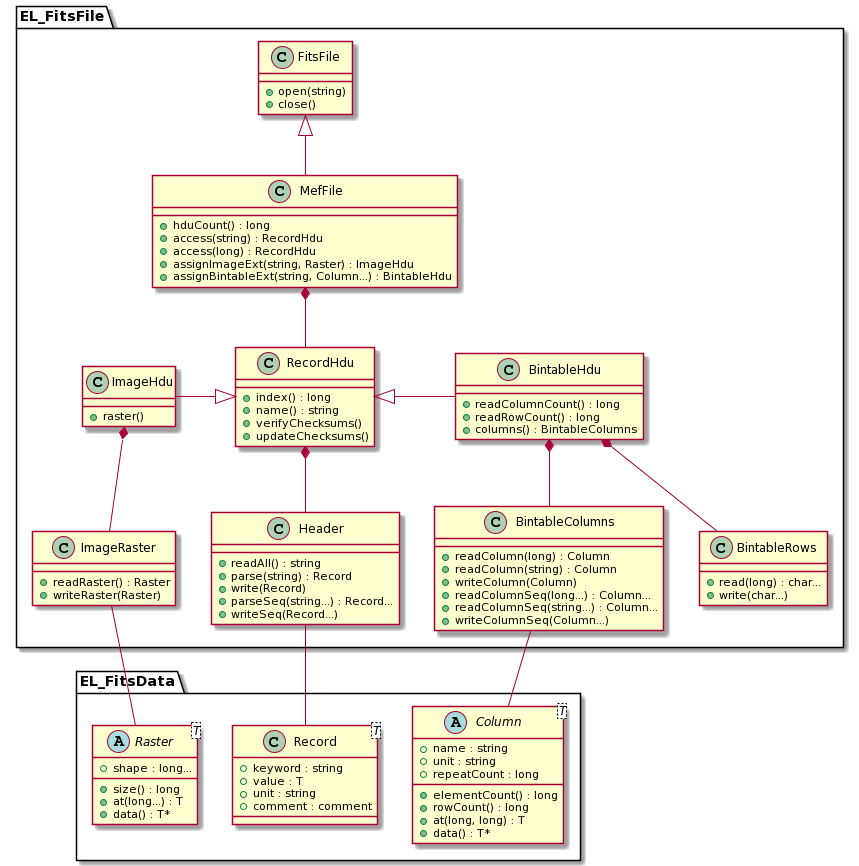 EL_FitsFile
C FitsFile
open(string)
close()
C MefFile
hduCount() : long
access(string) : RecordHdu
access(long) : RecordHdu
assignImageExt(string, Raster) : ImageHdu
assignBintableExt(string, Column...) : BintableHdu
C ImageHdu
raster()
C RecordHdu
index() : long
name() : string
verifyChecksums()
updateChecksums()
C BintableHdu
readColumnCount() : long
readRowCount() : long
columns() : BintableColumns
C ImageRaster
readRaster() : Raster
writeRaster(Raster)
C Header
readAll() : string
parse(string) : Record
write(Record)
parseSeq(string...) : Record...
writeSeq(Record...)
C BintableColumns
readColumn(long) : Column
readColumn(string) : Column
writeColumn(Column)
readColumnSeq(long...) : Column...
readColumnSeq(string...) : Column...
writeColumnSeq(Column...)
C BintableRows
read(long) : char...
write(char...)
EL_FitsData
A Raster T
shape : long...
size() : long
at(long...) : T
data() : T*
C Record T
keyword : string
value : T
unit : string
comment : comment
A Column T
name : string
unit : string
repeatCount : long
elementCount() : long
rowCount() : long
at(long, long) : T
data() : T*